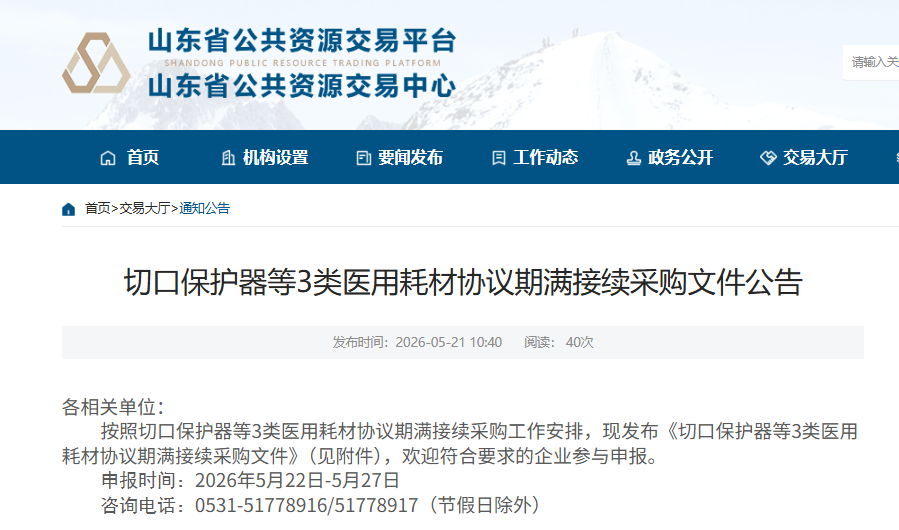 山东省公共资源交易平台
SHANDONG PUBLIC RESOURCE TRADING PLATFORM
山东省公共资源交易中心
请输入关
首页 机构设置 要闻发布 工作动态 政务公开 交易大厅
首页>交易大厅>通知公告
切口保护器等3类医用耗材协议期满接续采购文件公告
发布时间：2026-05-21 10:40 阅读：40次
各相关单位：
按照切口保护器等3类医用耗材协议期满接续采购工作安排，现发布《切口保护器等3类医用
耗材协议期满接续采购文件》（见附件），欢迎符合要求的企业参与申报。
申报时间：2026年5月22日-5月27日
咨询电话：0531-51778916/51778917（节假日除外）